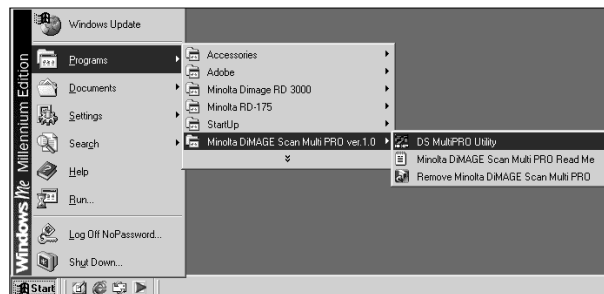 Windows Me Millennium Edition
Windows Update
Programs
Documents
Settings
Search
Help
Run...
Log Off NoPassword...
Shut Down...
Start
Accessories
Adobe
Minolta Dimage RD 3000
Minolta RD-175
StartUp
Minolta DiMAGE Scan Multi PRO ver.1.0
DS MultiPRO Utility
Minolta DiMAGE Scan Multi PRO Read Me
Remove Minolta DiMAGE Scan Multi PRO